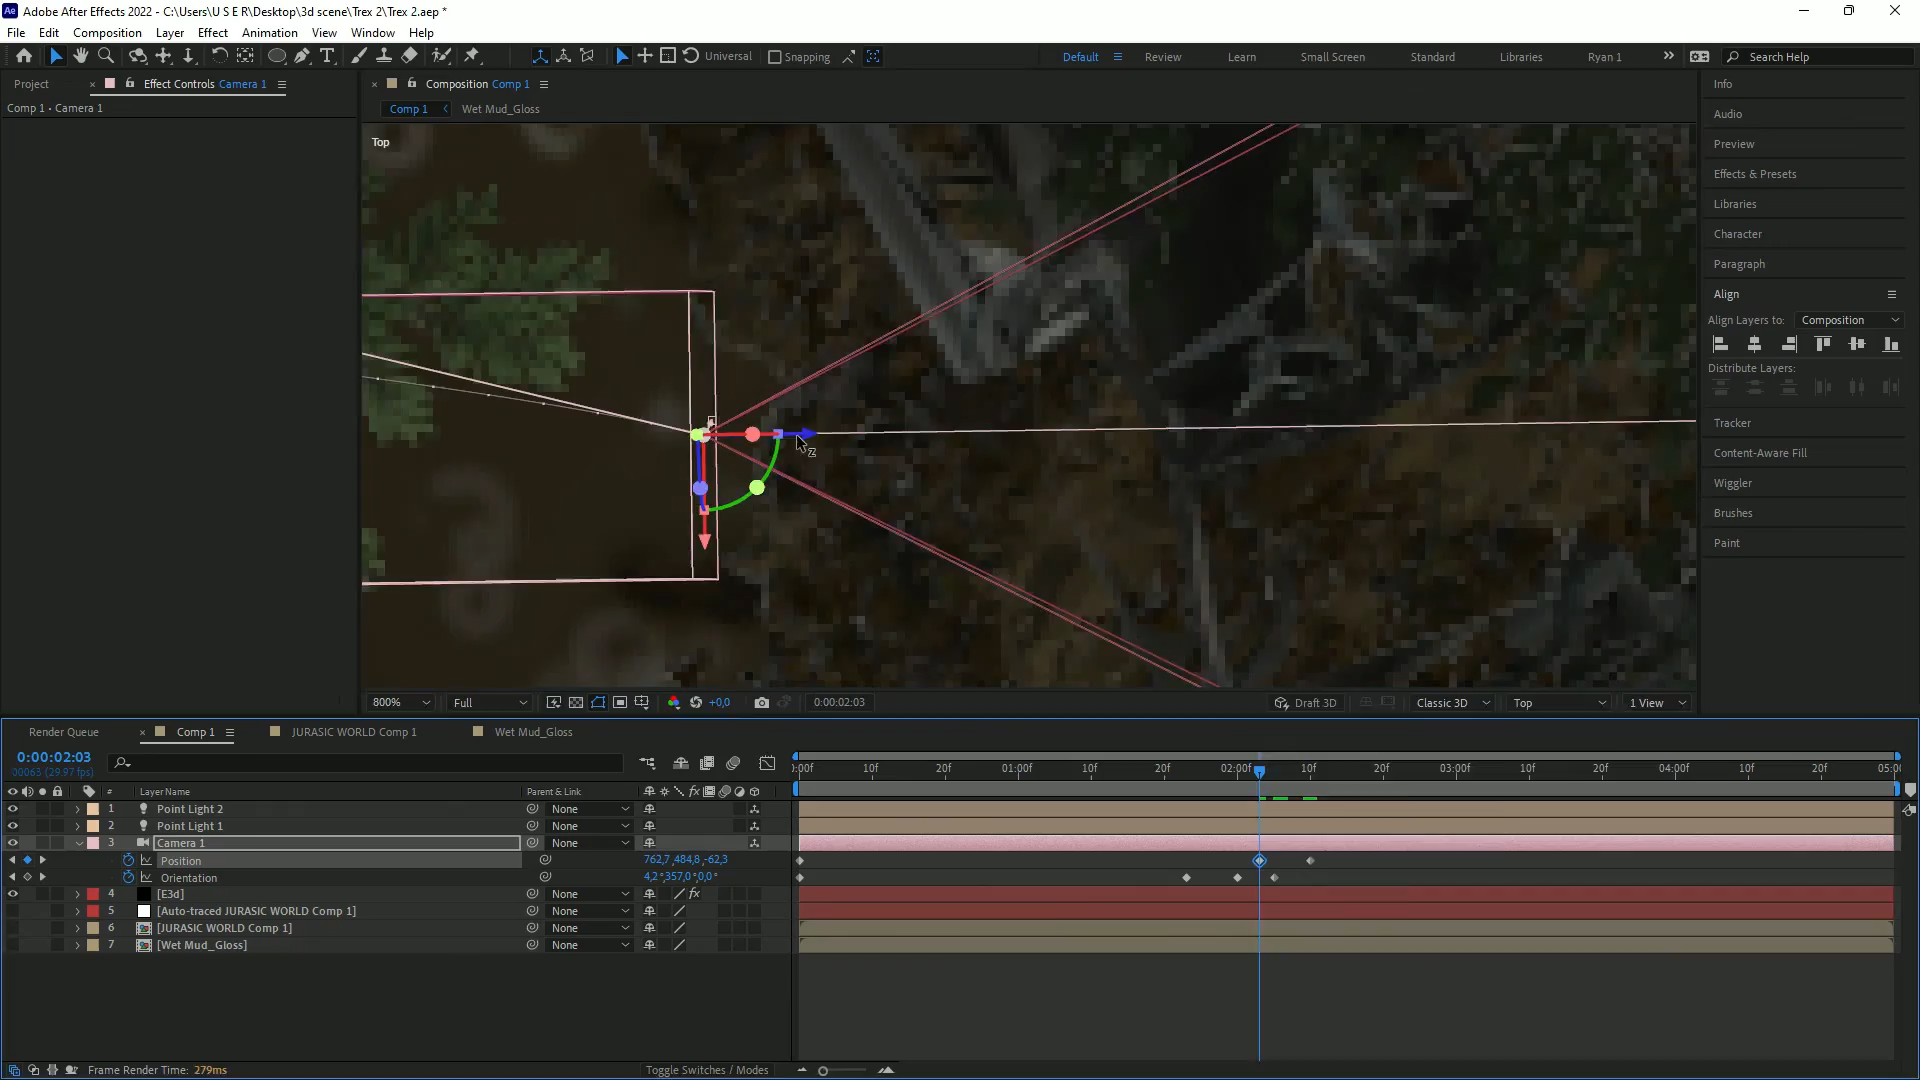 Adobe After Effects 2022 - C:\Users\U S E R\Desktop\3d scene\Trex 2\Trex 2.aep *
File Edit Composition Layer Effect Animation View Window Help
Universal Snapping Default Review Learn Small Screen Standard Libraries Ryan 1 Search Help
Project Effect Controls Camera 1 Composition Comp 1 Info
Comp 1 • Camera 1 Comp 1 Wet Mud_Gloss
Audio
Top
Preview
Effects & Presets
Libraries
Character
Paragraph
Align
Align Layers to: Composition
Distribute Layers:
Tracker
Content-Aware Fill
Wiggler
Brushes
Paint
800% Full +0,0 0:00:02:03 Draft 3D Classic 3D Top 1 View
Render Queue Comp 1 JURASIC WORLD Comp 1 Wet Mud_Gloss
0:00:02:03
00063 (29.97 fps)
):00f 10f 20f 01:00f 10f 20f 02:00f 10f 20f 03:00f 10f 20f 04:00f 10f 20f 05:00
# Layer Name Parent & Link
1 Point Light 2 None
2 Point Light 1 None
3 Camera 1 None
Position 762,7 ,484,8 ,-62,3
Orientation 4,2 °,357,0 °,0,0 °
4 [E3d] None fx
5 [Auto-traced JURASIC WORLD Comp 1] None
6 [JURASIC WORLD Comp 1] None
7 [Wet Mud_Gloss] None
Frame Render Time: 279ms Toggle Switches / Modes